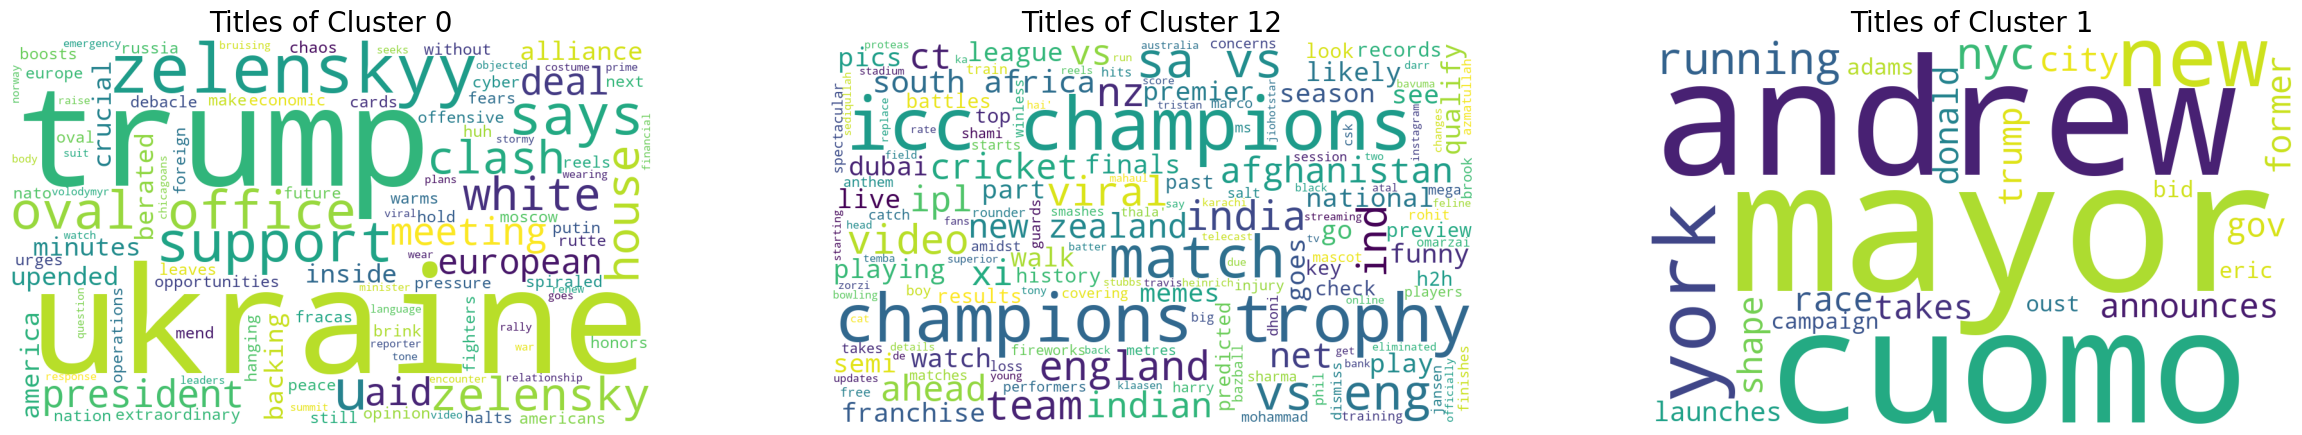 Titles of Cluster 0
emergency
bruising
chaos
seeks
without
alliance
boosts
russia
zelenskyy
objected
costume
prime
europe
crucial
cyber
deal
next
norway
raise
debacle
make
economic
cards
fears
trump
offensive
says
oval
berated
foreign
huh
stormy
clash
reels
financial
body
suit
wearing
nato
volodymyr
chicagoans
future
plans
white
house
warms
oval office
viral
hold
moscow
minutes
watch
support
meeting
putin
rutte
urges
wear
european
upended
leaves
opportunities
inside
pressure
minister
renew
goes
spiraled
ukraine
america
question
operations
mend
hanging
fracas
language
brink
reporter
tone
fighters
rally
war
honors
response
leaders
backing
peace
u
aid
encounter
relationship
president
summit
zelensky
nation
extraordinary
still
opinion
video
halts
americans
Titles of Cluster 12
proteas
pics
stadium
ct
ka
league
train
vs
run
reels
australia
hits
concerns
sa vs
look
records
darr
qualify
south africa
nz
score
premier
tristan
marco
likely
season
see
bavuma
spectacular
sediqullah
replace
battles
top
winless
hai'
ms
jiohotstar
csk
instagram
changes
azmatullah
icc champions
rate
shami
starts
dubai
field
cricket
finals
afghanistan
session
two
brook
anthem
live
ipl
part
viral
mahaul
past
salt
black
atal
national
mega
feline
catch
rounder
smashes
thala'
say
karachi
india
streaming
rohit
starting
head
fans
new zealand
guards
telecast
ind
go
preview
video
amidst
batter
match
tv
funny
omarzai
temba
superior
walk
goes
mascot
key
playing
xi
history
stubbs
travis
heinrich
due
injury
check
h2h
zorzi
bowling
boy
results
tony
covering
memes
online
players
champions trophy
cat
big
dhoni
takes
details
de
fireworks
back
metres
predicted
bazball
eliminated
semi
watch
loss
england
net
get
bank
play
officially
updates
matches
young
performers
klaasen
harry
sharma
phil
dismiss
jansen
finishes
free
ahead
team
indian
vs eng
franchise
mohammad
training
Titles of Cluster 1
running
adams
nyc
city
new
donald
trump
former
andrew
bid
gov
york
mayor
eric
shape
race
takes
oust
announces
campaign
launches
cuomo